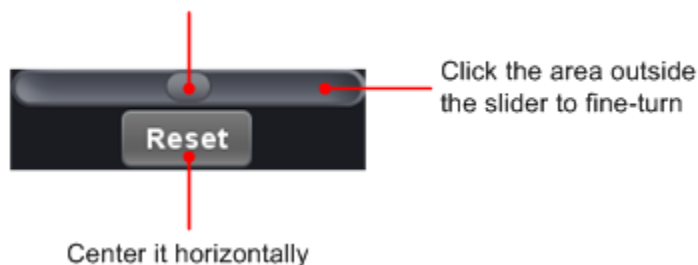 Click the area outside
the slider to fine-turn
Reset
Center it horizontally